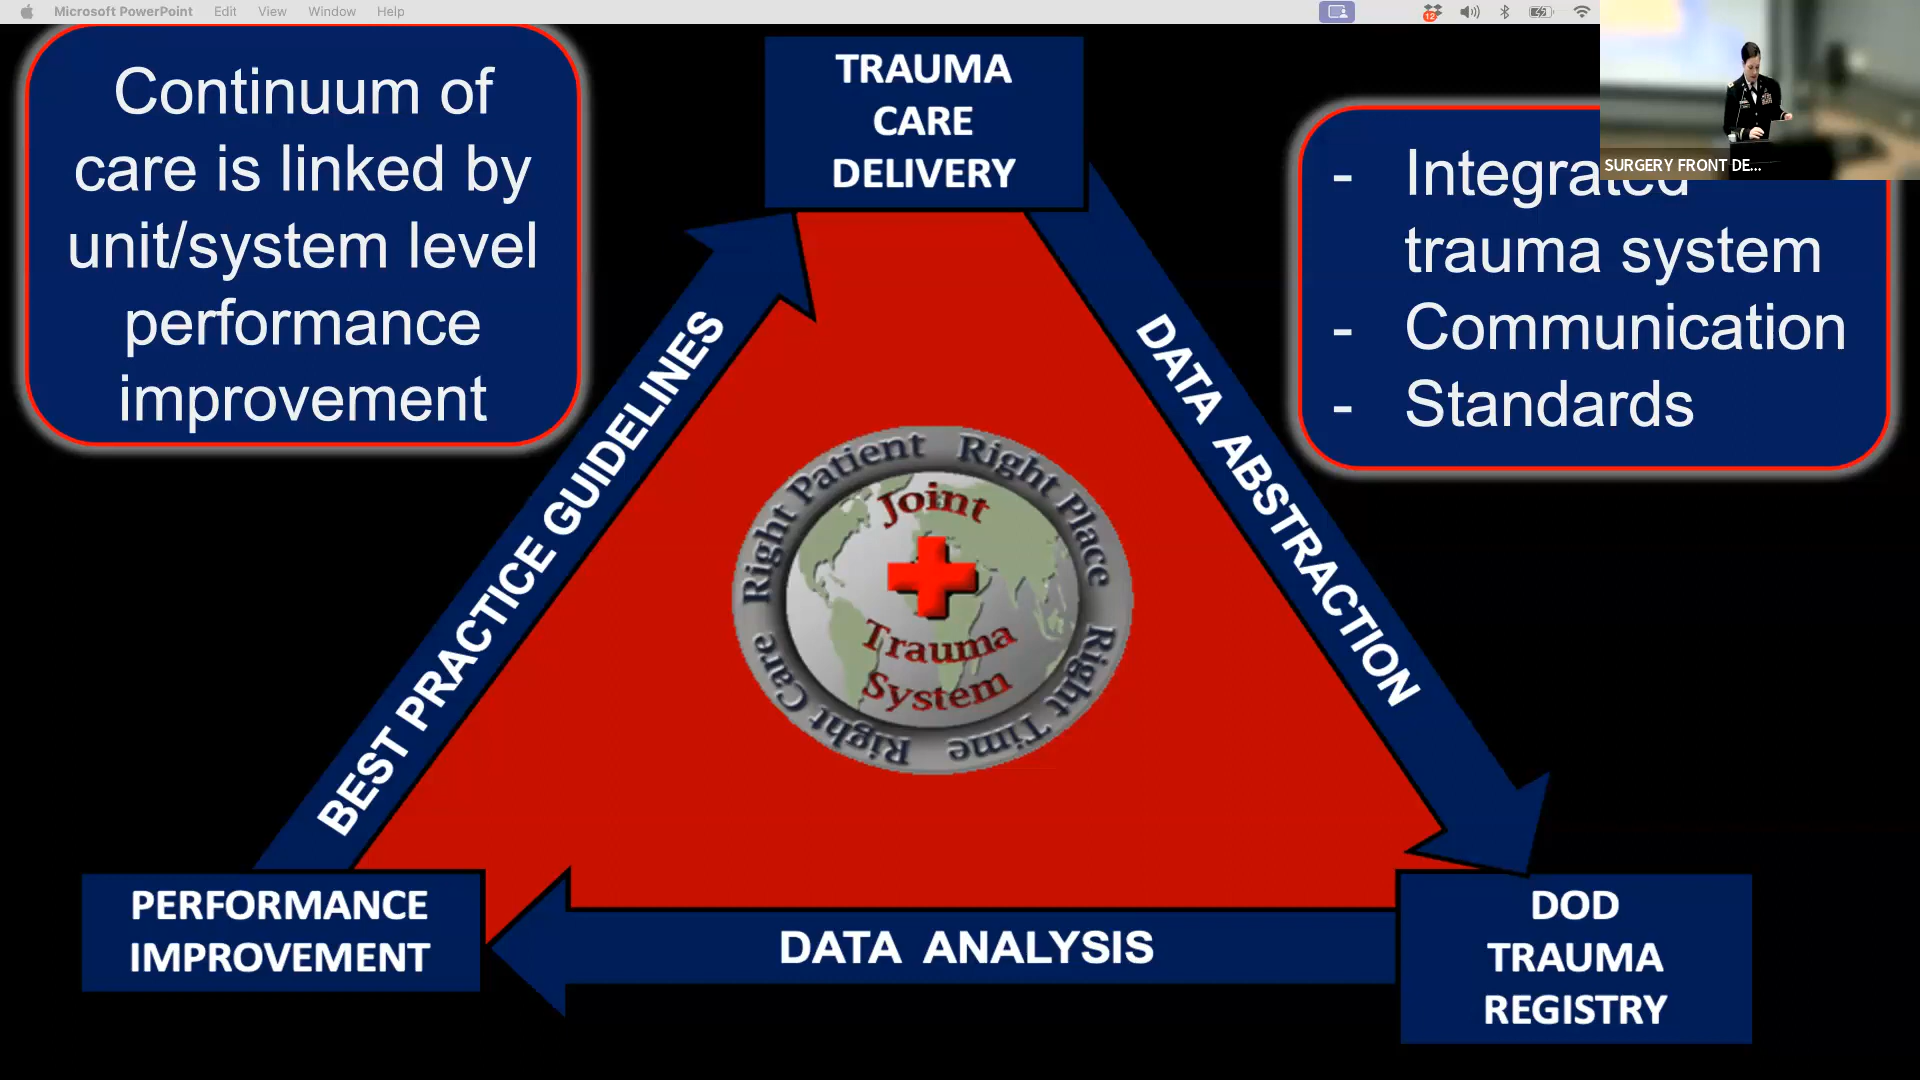 Microsoft PowerPoint Edit View Window Help
12
Continuum of
care is linked by
unit/system level
performance
improvement
TRAUMA
CARE
DELIVERY
SURGERY FRONT DE...
- Integrated
trauma system
- Communication
- Standards
BEST PRACTICE GUIDELINES
DATA ABSTRACTION
Right Patient Right Place
Right Time Right Care
Joint
Trauma
System
PERFORMANCE
IMPROVEMENT
DATA ANALYSIS
DOD
TRAUMA
REGISTRY